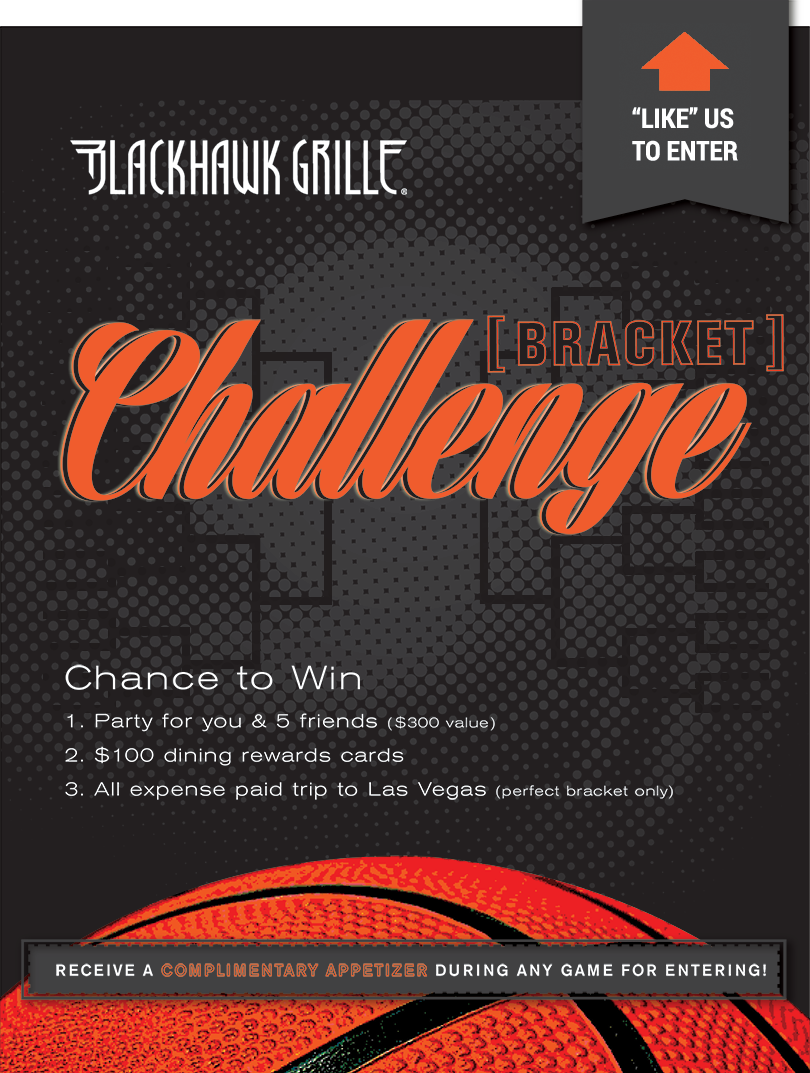 "LIKE" US
TO ENTER
BLACKHAWK GRILLE®
[BRACKET]
Challenge
Chance to Win
1. Party for you & 5 friends ($300 value)
2. $100 dining rewards cards
3. All expense paid trip to Las Vegas (perfect bracket only)
RECEIVE A COMPLIMENTARY APPETIZER DURING ANY GAME FOR ENTERING!